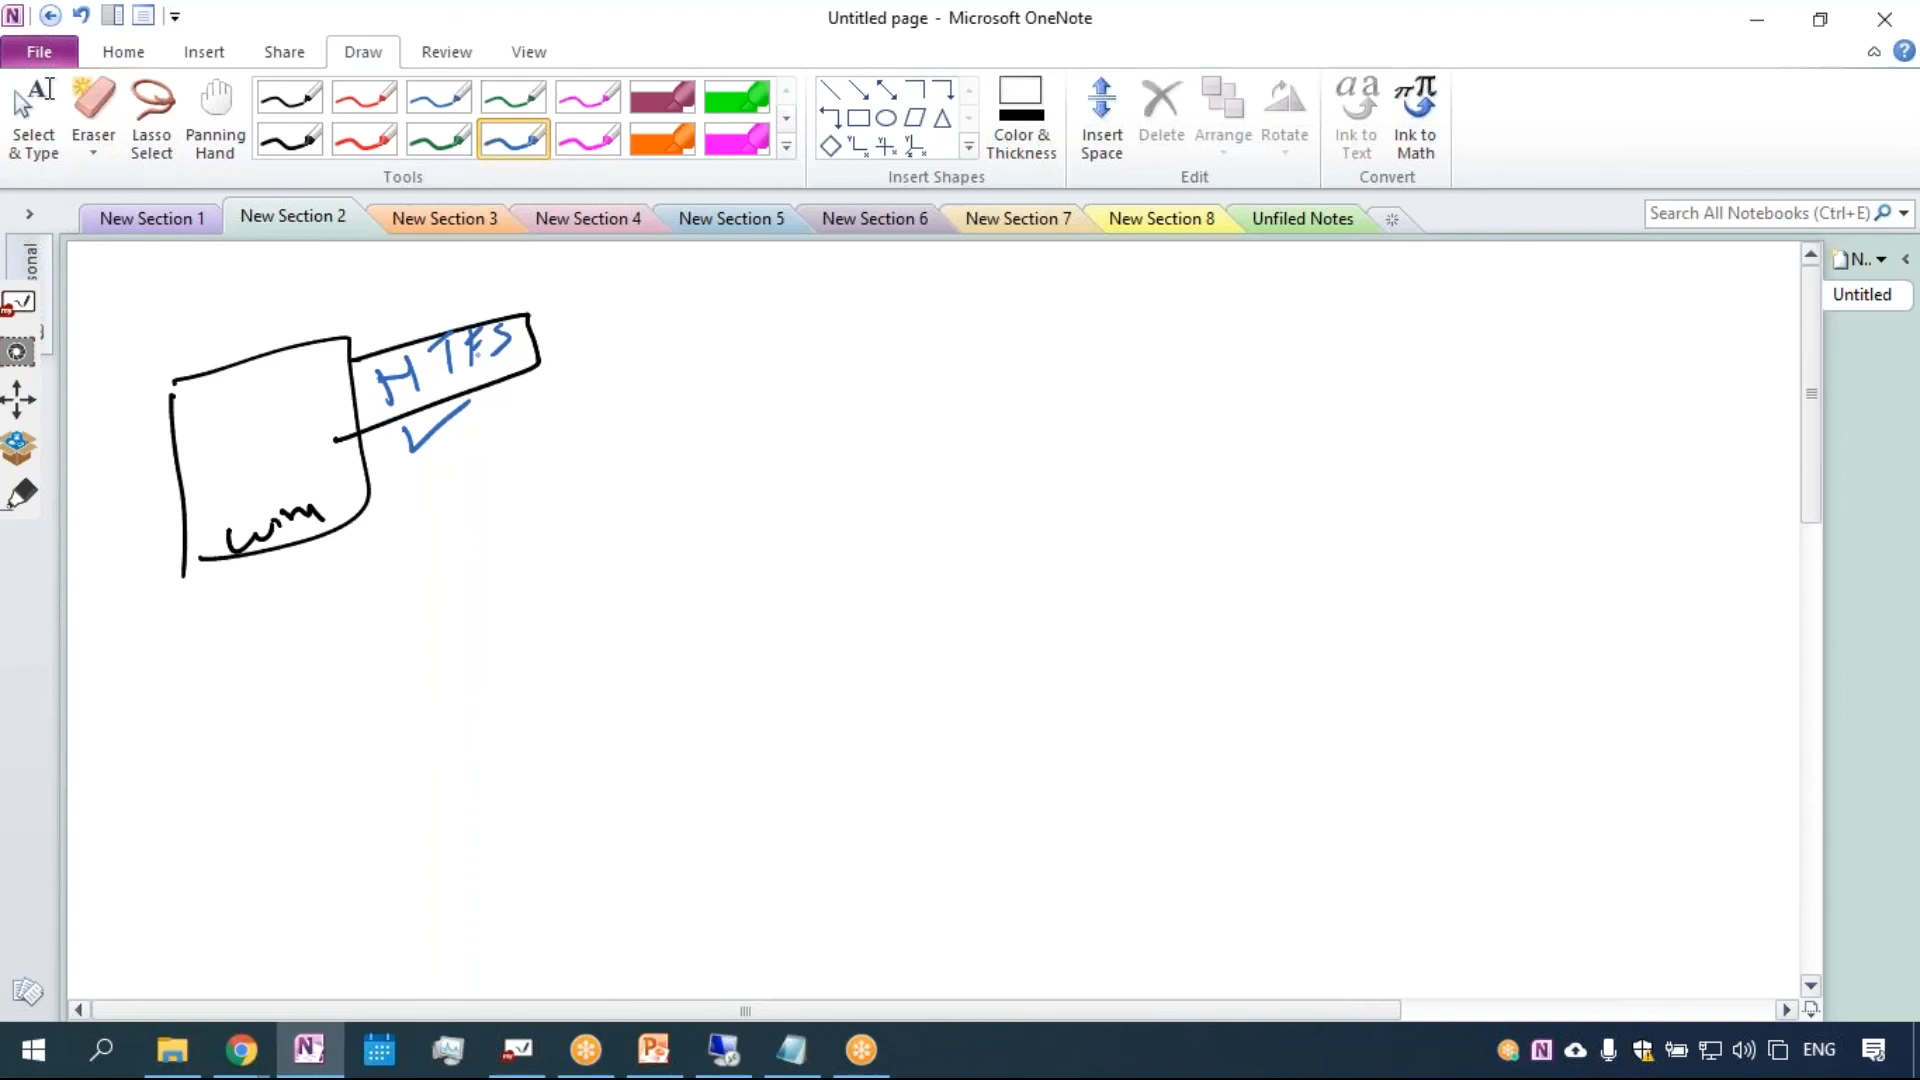 Untitled page - Microsoft OneNote
File Home Insert Share Draw Review View
Select & Type
Eraser
Lasso Select
Panning Hand
Tools
Insert Shapes
Color & Thickness
Insert Space
Delete
Arrange
Rotate
Edit
Ink to Text
Ink to Math
Convert
New Section 1 New Section 2 New Section 3 New Section 4 New Section 5 New Section 6 New Section 7 New Section 8 Unfiled Notes
Search All Notebooks (Ctrl+E)
sonal
N..
Untitled
NTFS
win
ENG